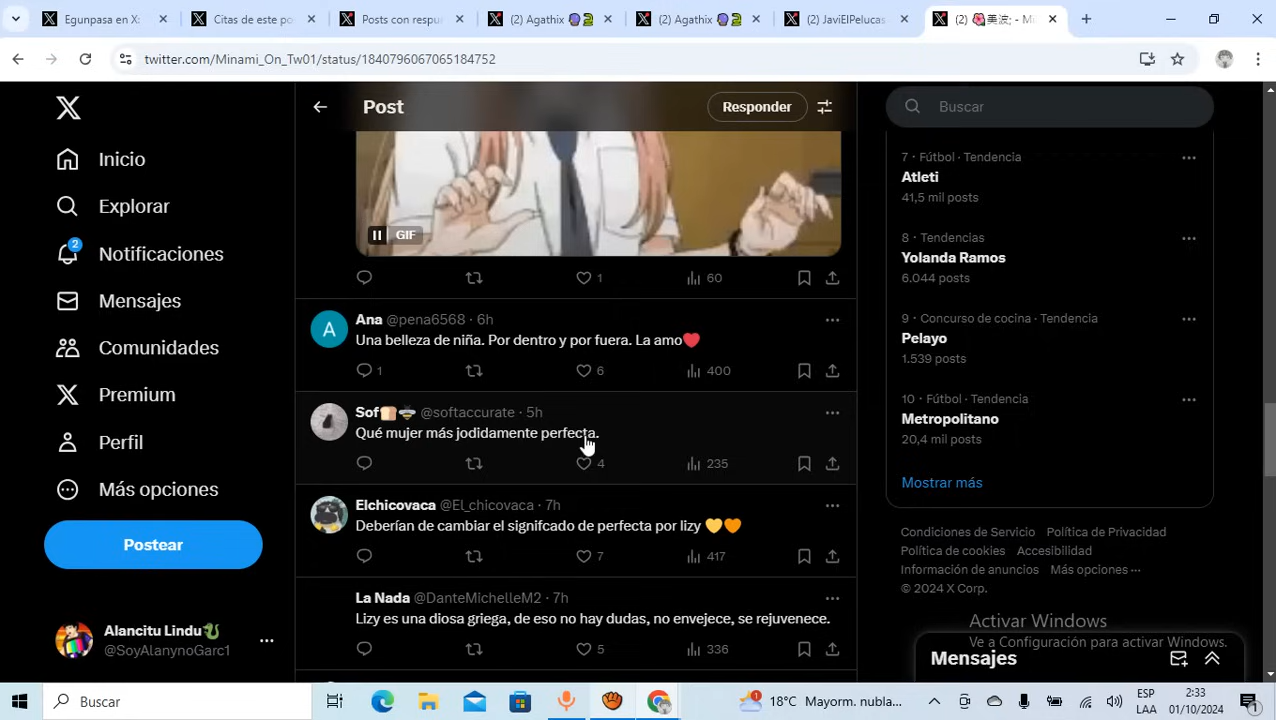 Egunpasa en X:
Citas de este po
Posts con respu
(2) Agathix
(2) Agathix
(2) JaviElPelucas
(2) 🌺美波; - Mi
twitter.com/Minami_On_Tw01/status/1840796067065184752
Inicio
Explorar
2
Notificaciones
Mensajes
Comunidades
Premium
Perfil
Más opciones
Postear
Alancitu Lindu🐉
@SoyAlanynoGarc1
Post
Responder
GIF
1
60
Ana @pena6568 · 6h
Una belleza de niña. Por dentro y por fuera. La amo❤️
1
6
400
Sof🍞🐝 @softaccurate · 5h
Qué mujer más jodidamente perfecta.
4
235
Elchicovaca @El_chicovaca · 7h
Deberían de cambiar el signifcado de perfecta por lizy 💛🧡
7
417
La Nada @DanteMichelleM2 · 7h
Lizy es una diosa griega, de eso no hay dudas, no envejece, se rejuvenece.
5
336
Buscar
7 · Fútbol · Tendencia
Atleti
41,5 mil posts
8 · Tendencias
Yolanda Ramos
6.044 posts
9 · Concurso de cocina · Tendencia
Pelayo
1.539 posts
10 · Fútbol · Tendencia
Metropolitano
20,4 mil posts
Mostrar más
Condiciones de Servicio Política de Privacidad
Política de cookies Accesibilidad
Información de anuncios Más opciones ···
© 2024 X Corp.
Activar Windows
Ve a Configuración para activar Windows.
Mensajes
Buscar
1
18°C Mayorm. nubla...
ESP
LAA
2:33
01/10/2024
1